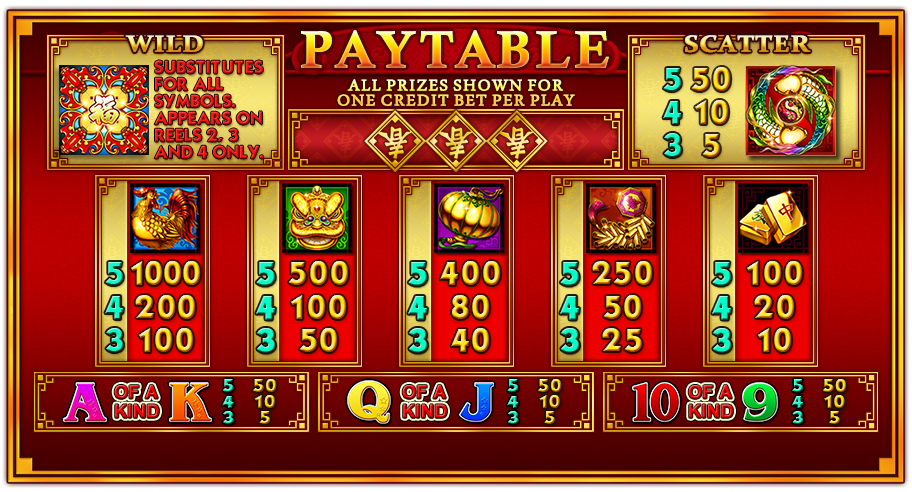 WILD
SUBSTITUTES
FOR ALL
SYMBOLS.
APPEARS ON
REELS 2, 3
AND 4 ONLY.
福
PAYTABLE
ALL PRIZES SHOWN FOR
ONE CREDIT BET PER PLAY
SCATTER
5 50
4 10
3 5
5 1000
4 200
3 100
5 500
4 100
3 50
5 400
4 80
3 40
5 250
4 50
3 25
中
5 100
4 20
3 10
A OF A KIND K
5 50
4 10
3 5
Q OF A KIND J
5 50
4 10
3 5
10 OF A KIND 9
5 50
4 10
3 5